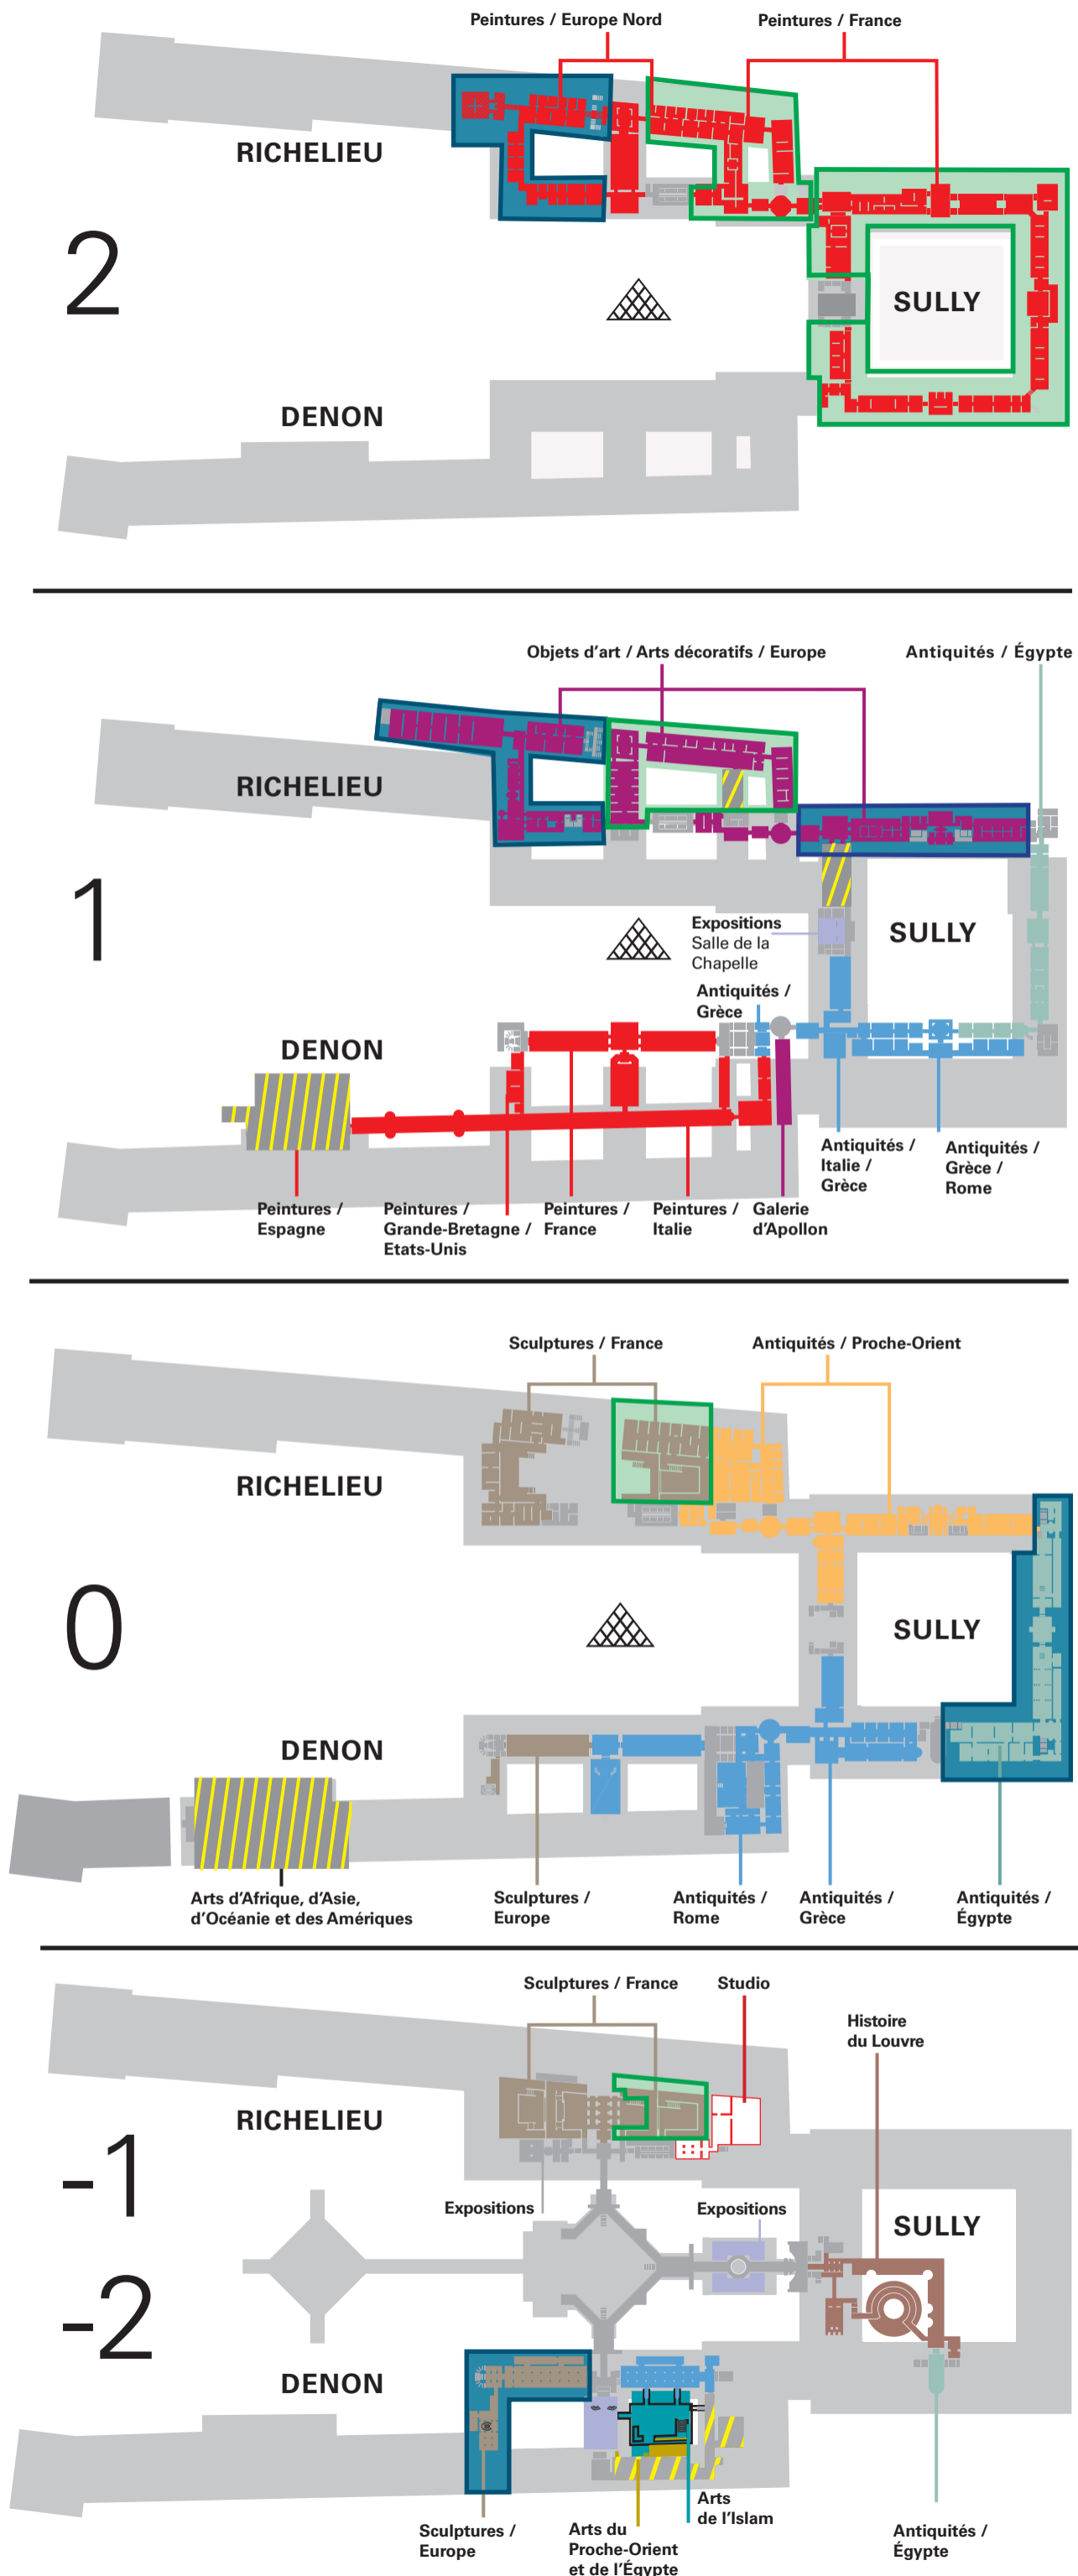 Peintures / Europe Nord
Peintures / France
RICHELIEU
2
SULLY
DENON
Objets d'art / Arts décoratifs / Europe
Antiquités / Égypte
RICHELIEU
1
Expositions
Salle de la
Chapelle
SULLY
Antiquités /
Grèce
DENON
Antiquités /
Italie /
Grèce
Antiquités /
Grèce /
Rome
Peintures /
Espagne
Peintures /
Grande-Bretagne /
Etats-Unis
Peintures /
France
Peintures /
Italie
Galerie
d'Apollon
Sculptures / France
Antiquités / Proche-Orient
RICHELIEU
0
SULLY
DENON
Arts d'Afrique, d'Asie,
d'Océanie et des Amériques
Sculptures /
Europe
Antiquités /
Rome
Antiquités /
Grèce
Antiquités /
Égypte
Sculptures / France
Studio
Histoire
du Louvre
RICHELIEU
-1
Expositions
Expositions
SULLY
-2
DENON
Arts
de l'Islam
Sculptures /
Europe
Arts du
Proche-Orient
et de l'Égypte
Antiquités /
Égypte